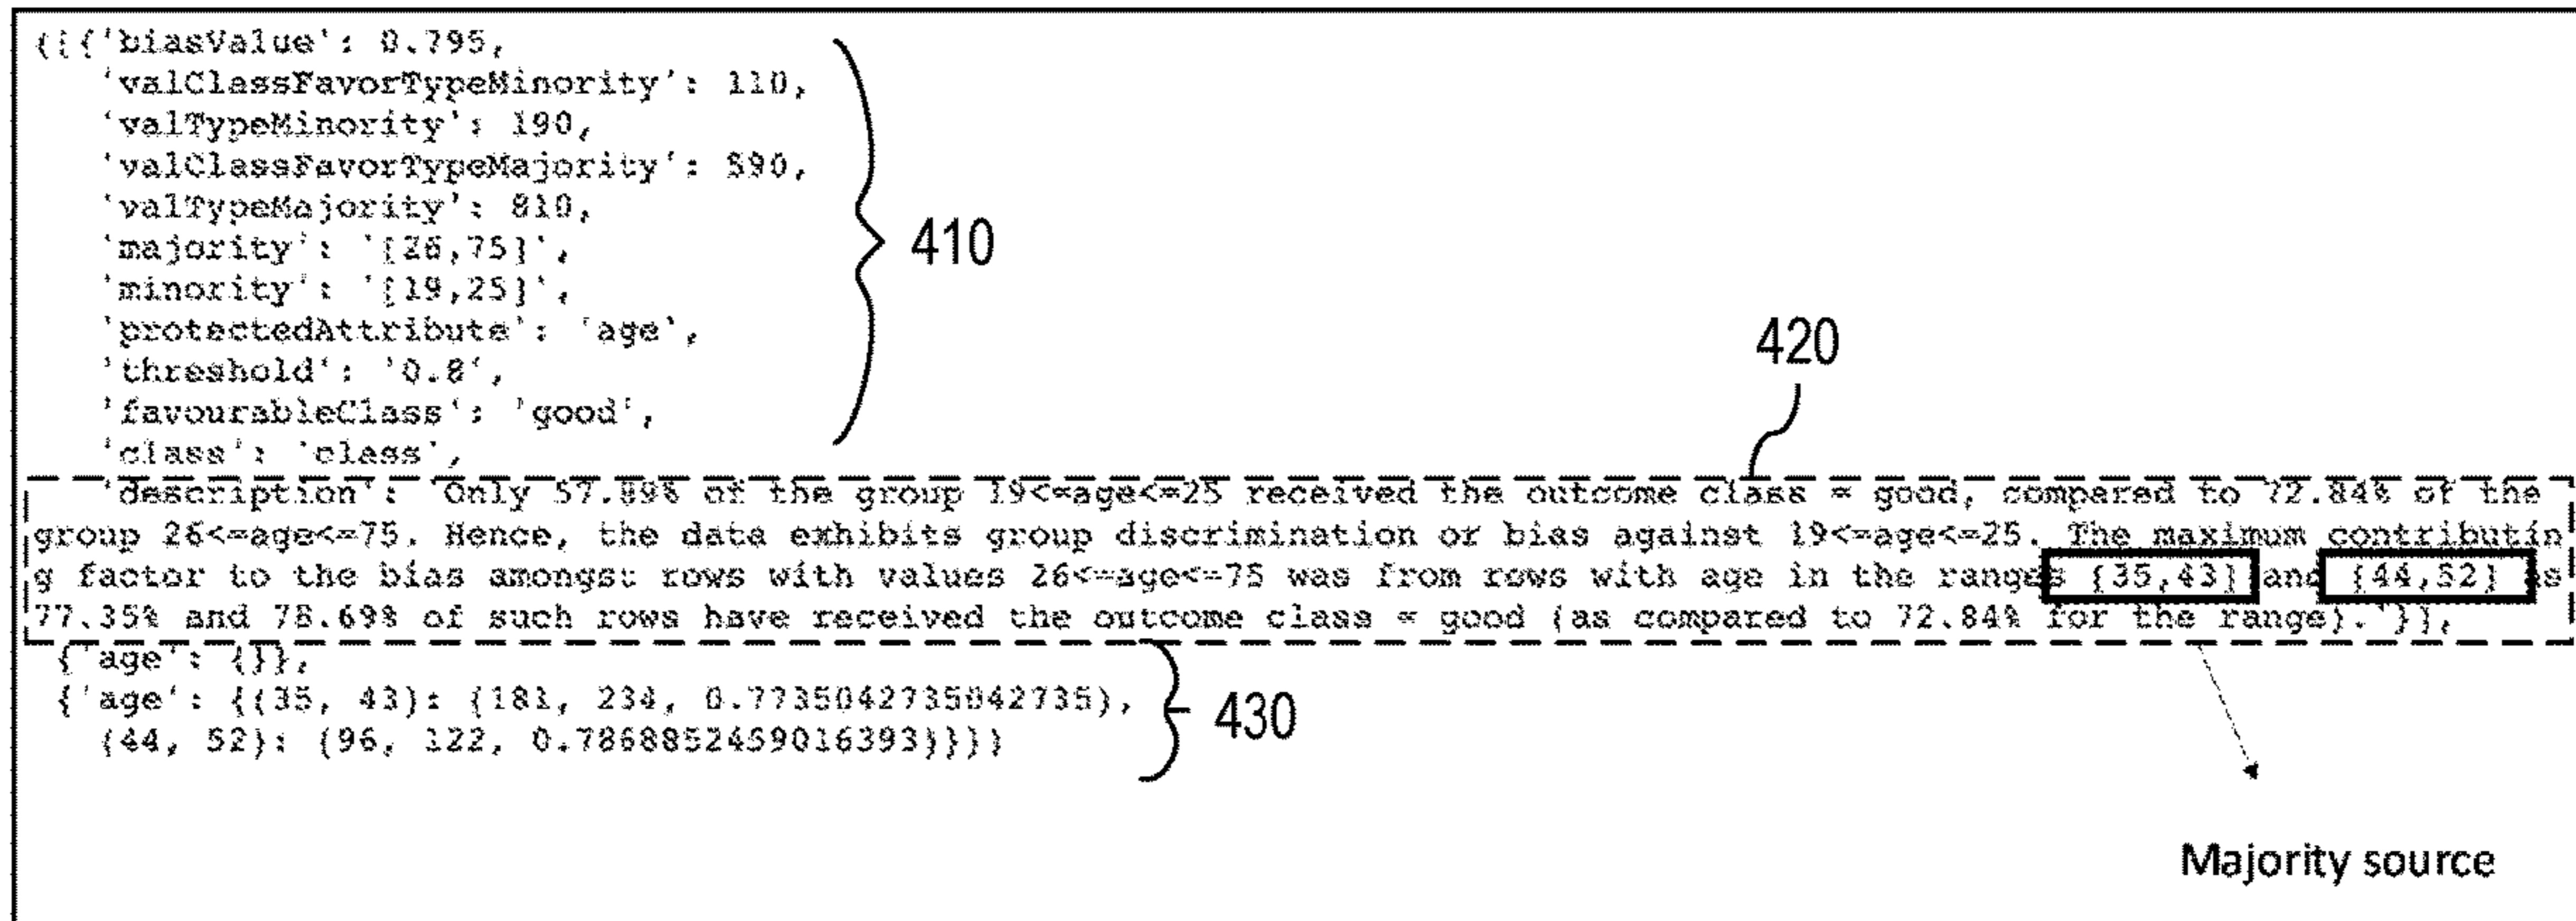 ([{'biasValue': 0.795,
'valClassFavorTypeMinority': 110,
'valTypeMinority': 190,
'valClassFavorTypeMajority': 590,
'valTypeMajority': 810,
'majority': '[26,75]',
'minority': '[19,25]',
'protectedAttribute': 'age',
'threshold': '0.8',
'favourableClass': 'good',
'class': 'class',
410
420
'description': 'Only 57.89% of the group 19<=age<=25 received the outcome class = good, compared to 72.84% of the
group 26<=age<=75. Hence, the data exhibits group discrimination or bias against 19<=age<=25. The maximum contributin
g factor to the bias amongst rows with values 26<=age<=75 was from rows with age in the ranges [35,43] and [44,52] as
77.35% and 78.69% of such rows have received the outcome class = good (as compared to 72.84% for the range).'}],
{'age': {}},
{'age': {(35, 43): (181, 234, 0.7735042735042735),
(44, 52): (96, 122, 0.7868852459016393)}})
430
Majority source